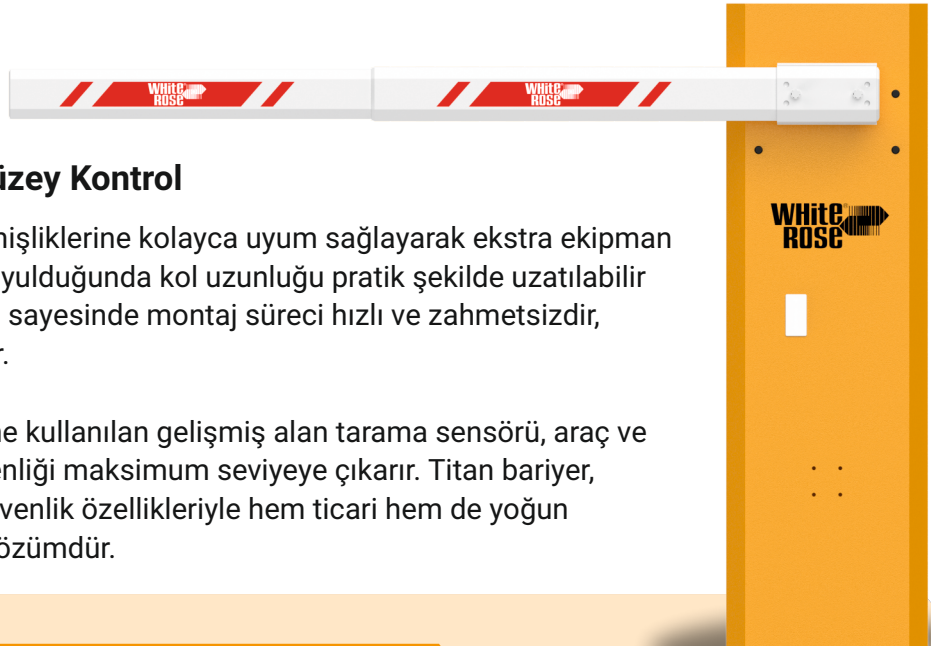 WHitE ROSE
WHitE ROSE
WHitE ROSE
üzey Kontrol
nişliklerine kolayca uyum sağlayarak ekstra ekipman
yulduğunda kol uzunluğu pratik şekilde uzatılabilir
sayesinde montaj süreci hızlı ve zahmetsizdir,
kullanılan gelişmiş alan tarama sensörü, araç ve
enliği maksimum seviyeye çıkarır. Titan bariyer,
venlik özellikleriyle hem ticari hem de yoğun
özümdür.